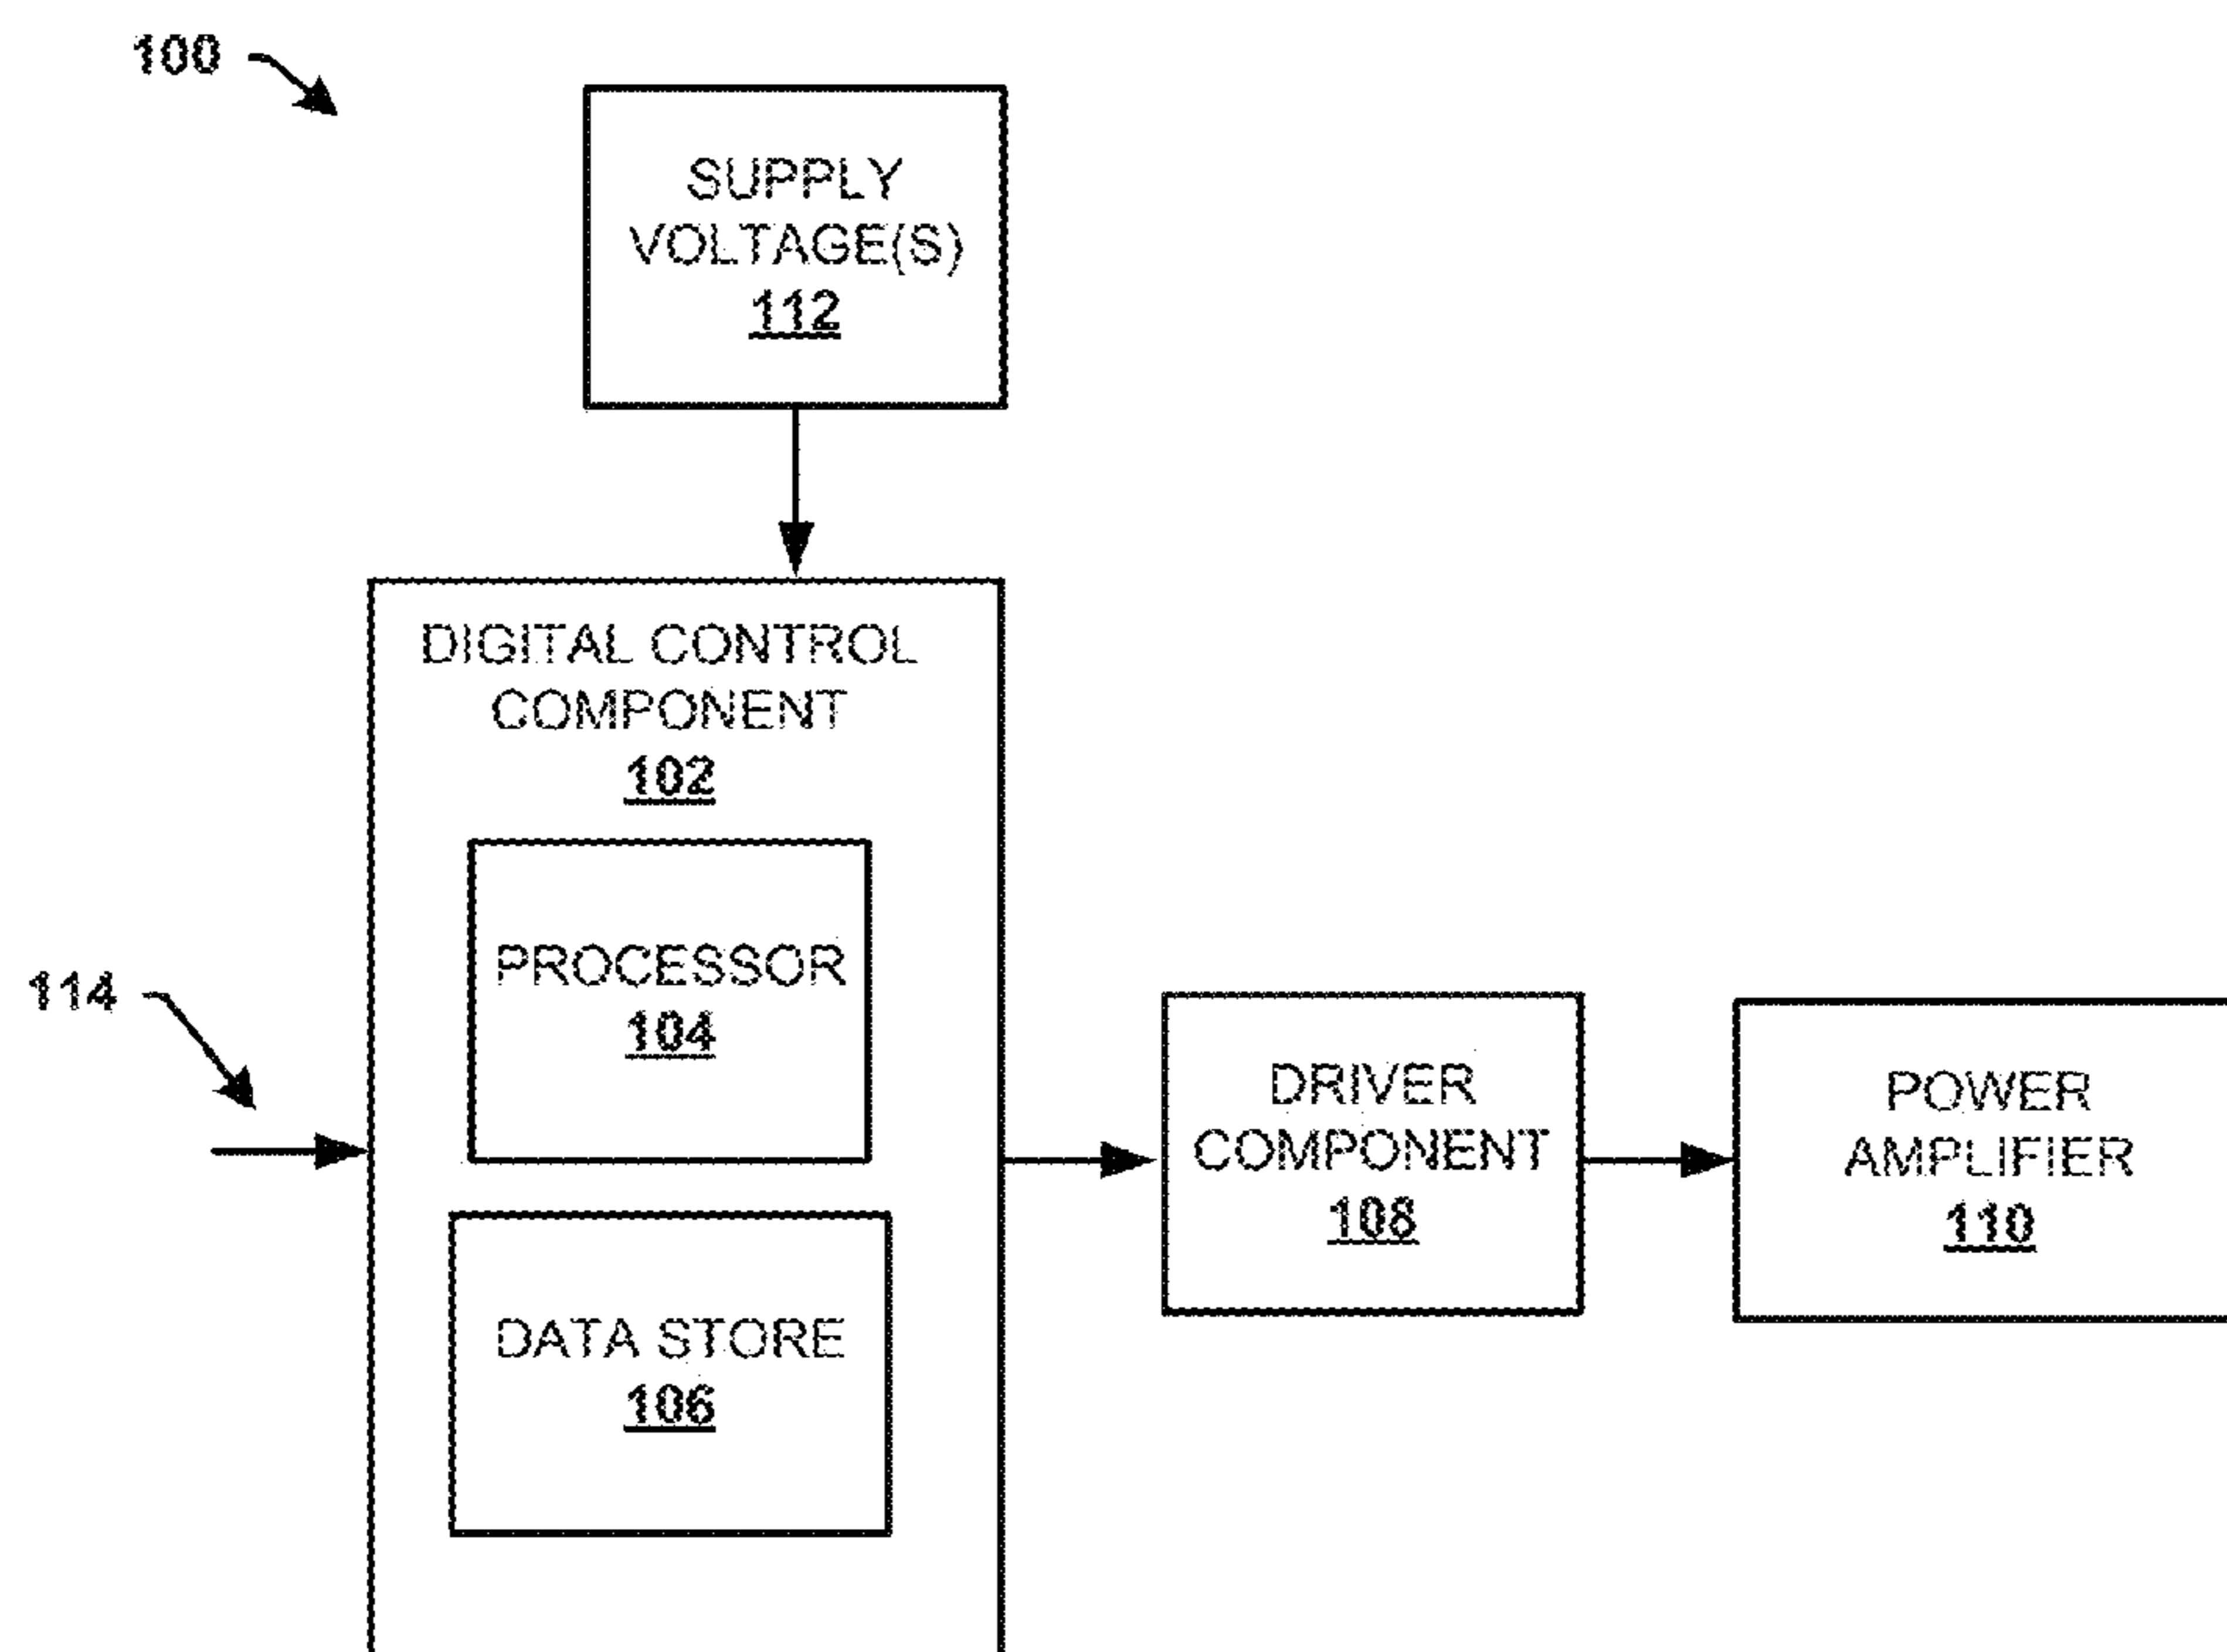 100
SUPPLY
VOLTAGE(S)
112
DIGITAL CONTROL
COMPONENT
102
PROCESSOR
104
114
DATA STORE
106
DRIVER
COMPONENT
108
POWER
AMPLIFIER
110